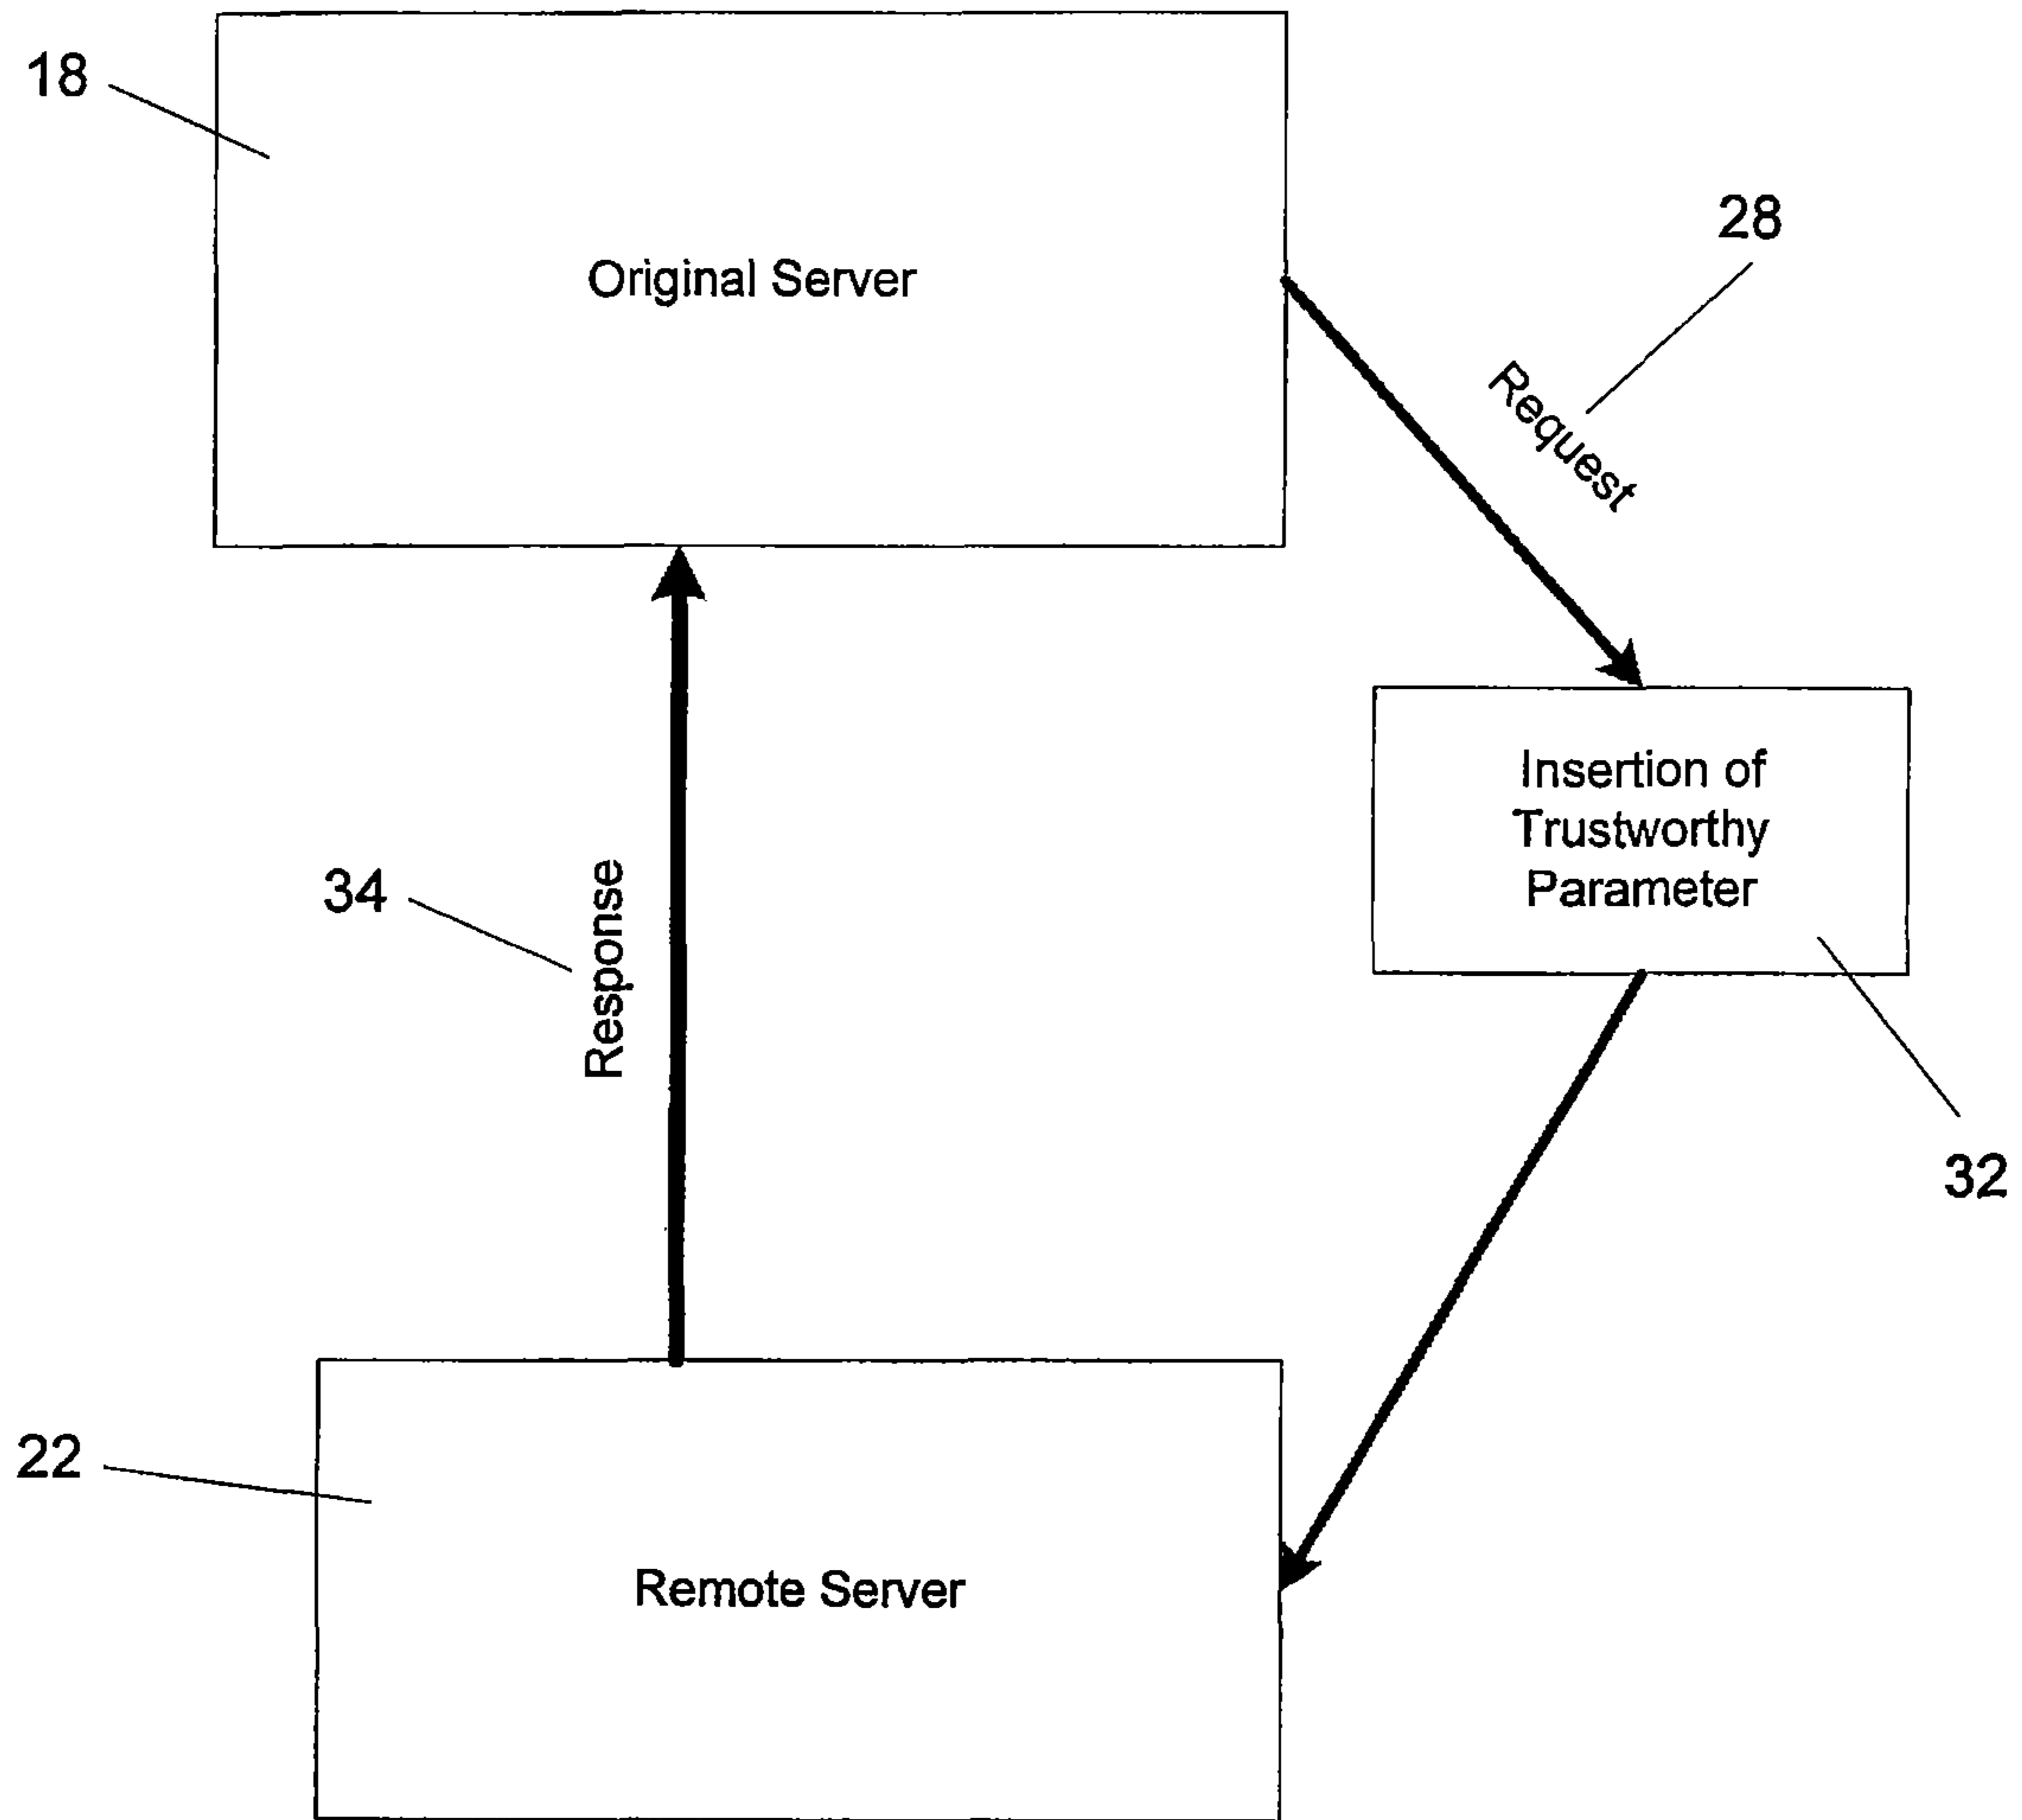 18
Original Server
28
Request
Insertion of
Trustworthy
Parameter
34
Response
32
22
Remote Server